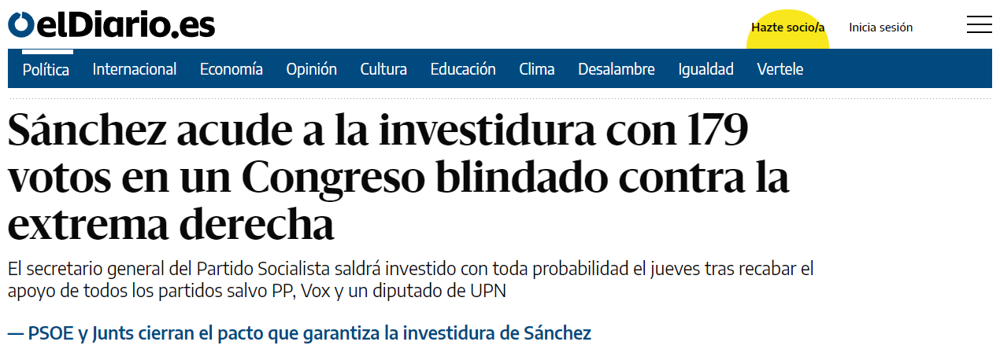 elDiario.es
Hazte socio/a
Inicia sesión
Política Internacional Economía Opinión Cultura Educación Clima Desalambre Igualdad Vertele
Sánchez acude a la investidura con 179
votos en un Congreso blindado contra la
extrema derecha
El secretario general del Partido Socialista saldrá investido con toda probabilidad el jueves tras recabar el
apoyo de todos los partidos salvo PP, Vox y un diputado de UPN
— PSOE y Junts cierran el pacto que garantiza la investidura de Sánchez